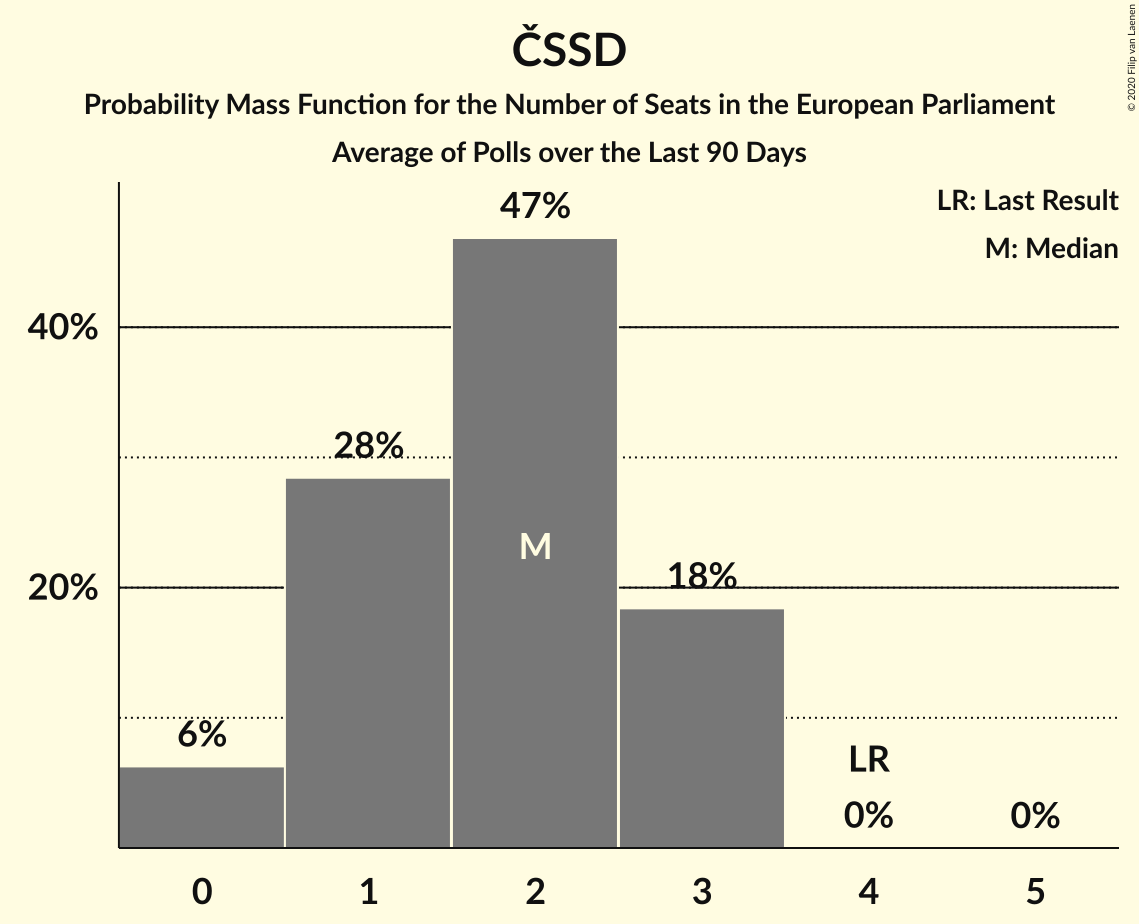 ČSSD
Probability Mass Function for the Number of Seats in the European Parliament
Average of Polls over the Last 90 Days
© 2020 Filip van Laenen
LR: Last Result
M: Median
47%
40%
28%
M
20%
18%
6%
LR
0%
0%
0 1 2 3 4 5